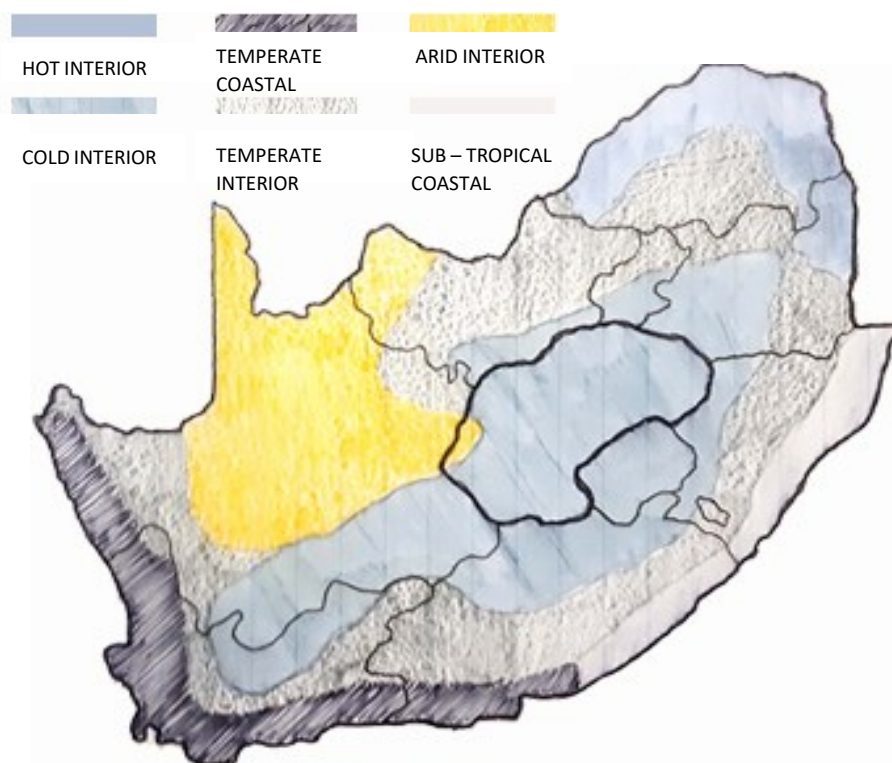 HOT INTERIOR
TEMPERATE
COASTAL
ARID INTERIOR
COLD INTERIOR
TEMPERATE
INTERIOR
SUB – TROPICAL
COASTAL